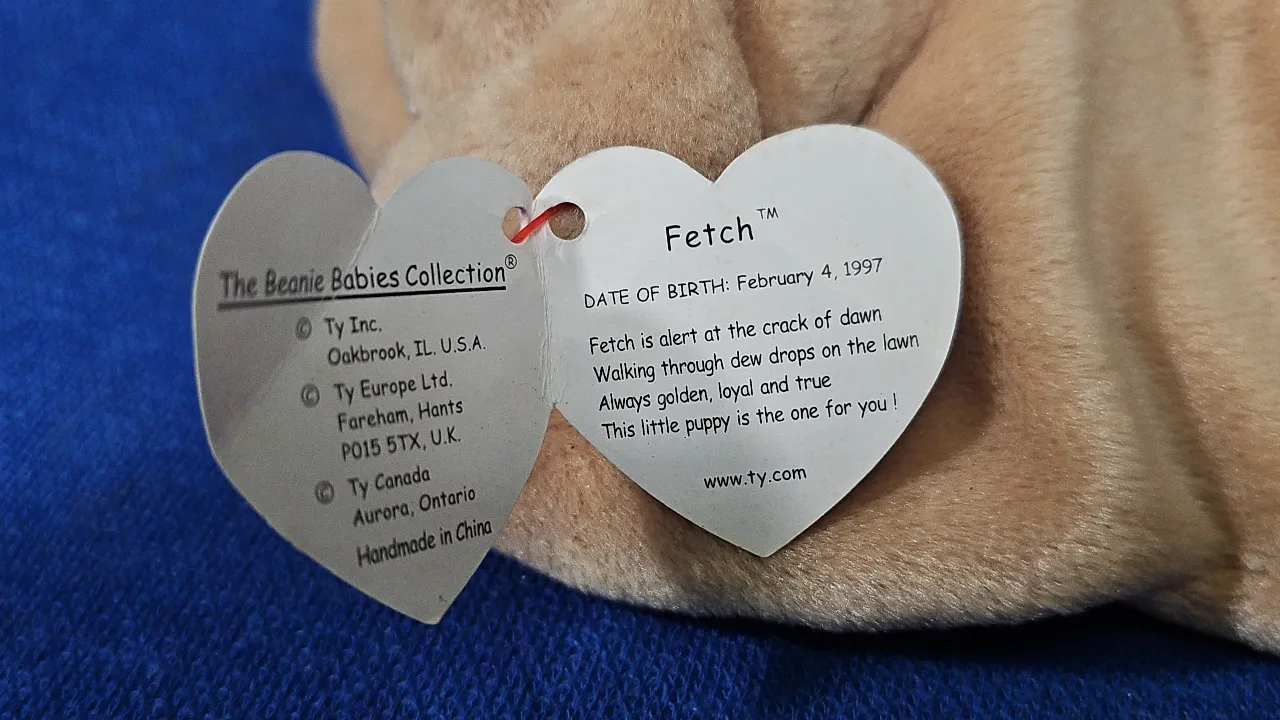 The Beanie Babies Collection®
© Ty Inc.
Oakbrook, IL. U.S.A.
© Ty Europe Ltd.
Fareham, Hants
PO15 5TX, U.K.
© Ty Canada
Aurora, Ontario
Handmade in China
Fetch™
DATE OF BIRTH: February 4, 1997
Fetch is alert at the crack of dawn
Walking through dew drops on the lawn
Always golden, loyal and true
This little puppy is the one for you !
www.ty.com